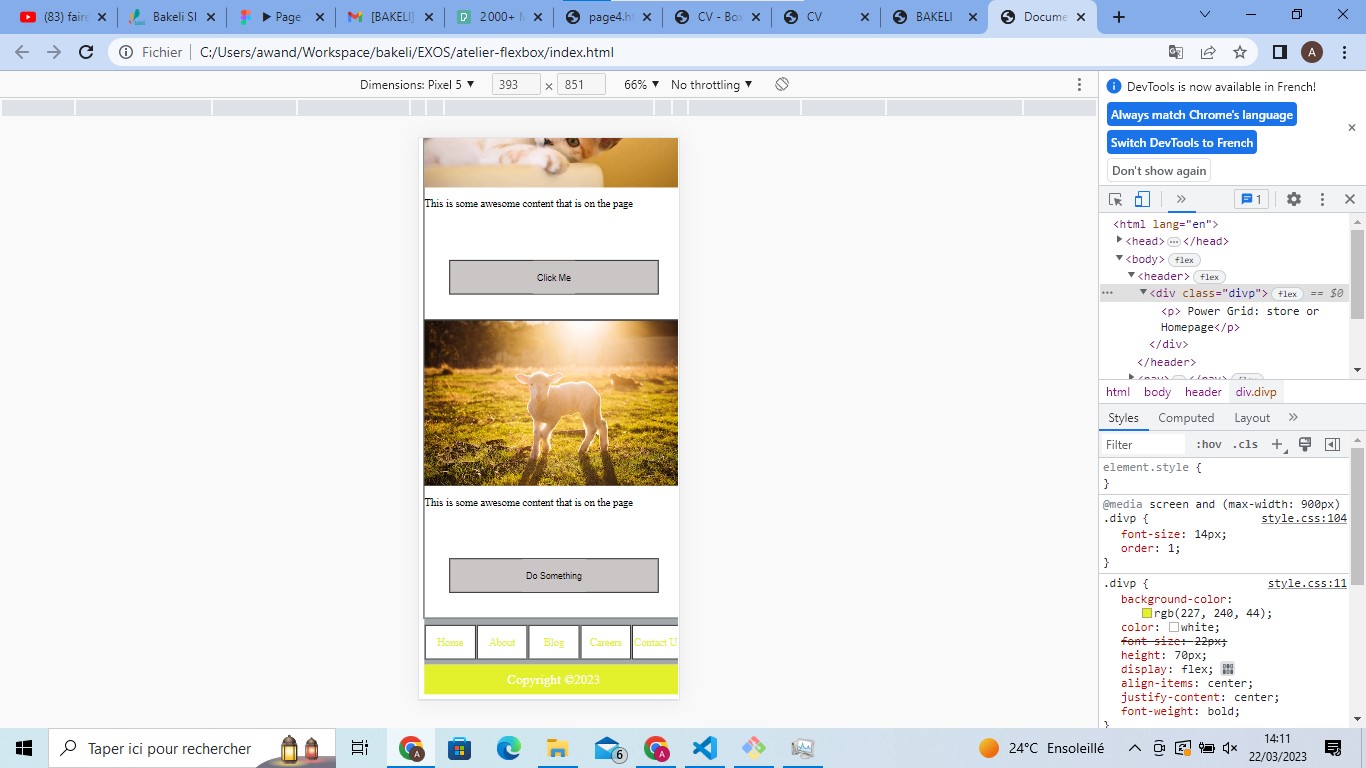 (83) faire
Bakeli Sl
▶ Page
[BAKELI]
2000+ M
page4.ht
CV - Box
CV
BAKELI
Docume
Fichier
C:/Users/awand/Workspace/bakeli/EXOS/atelier-flexbox/index.html
A
Dimensions: Pixel 5 ▼ 393 × 851 66% ▼ No throttling ▼
This is some awesome content that is on the page
Click Me
This is some awesome content that is on the page
Do Something
Home About Blog Careers Contact U
Copyright ©2023
DevTools is now available in French!
Always match Chrome's language
Switch DevTools to French
Don't show again
1
<html lang="en">
<head> ··· </head>
<body> flex
<header> flex
··· <div class="divp"> flex == $0
<p> Power Grid: store or
Homepage</p>
</div>
</header>
<nav> ··· </nav> flex
html body header div.divp
Styles Computed Layout
Filter :hov .cls
element.style {
}
@media screen and (max-width: 900px)
.divp { style.css:104
font-size: 14px;
order: 1;
}
.divp { style.css:11
background-color:
rgb(227, 240, 44);
color: white;
font-size: 22px;
height: 70px;
display: flex;
align-items: center;
justify-content: center;
font-weight: bold;
}
Taper ici pour rechercher
A
6
A
24°C Ensoleillé
14:11
22/03/2023